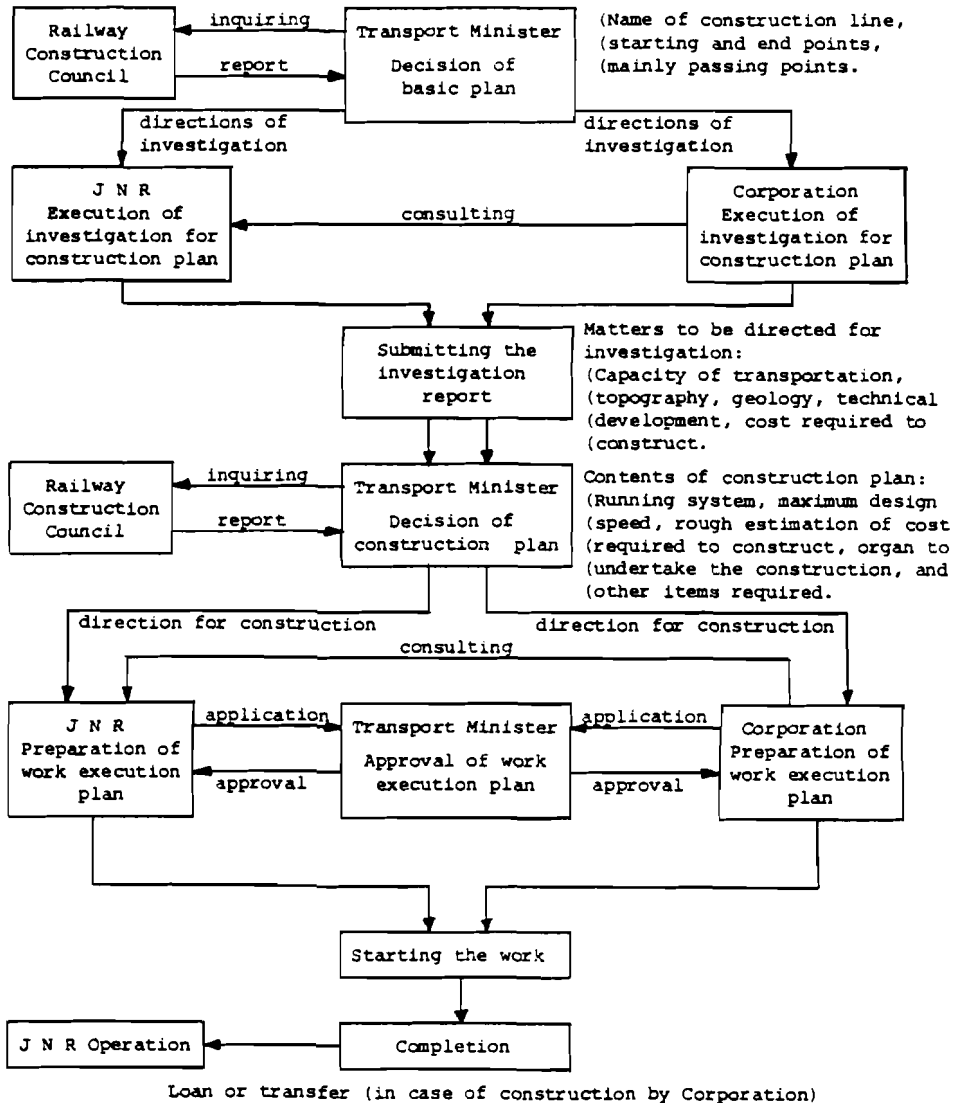 Railway
Construction
Council
inquiring
report
Transport Minister
Decision of
basic plan
(Name of construction line,
(starting and end points,
(mainly passing points.
directions of
investigation
directions of
investigation
J N R
Execution of
investigation for
construction plan
consulting
Corporation
Execution of
investigation for
construction plan
Submitting the
investigation
report
Matters to be directed for
investigation:
(Capacity of transportation,
(topography, geology, technical
(development, cost required to
(construct.
Railway
Construction
Council
inquiring
report
Transport Minister
Decision of
construction plan
Contents of construction plan:
(Running system, maximum design
(speed, rough estimation of cost
(required to construct, organ to
(undertake the construction, and
(other items required.
direction for construction
direction for construction
consulting
J N R
Preparation of
work execution
plan
application
approval
Transport Minister
Approval of work
execution plan
application
approval
Corporation
Preparation of
work execution
plan
Starting the work
J N R Operation
Completion
Loan or transfer (in case of construction by Corporation)